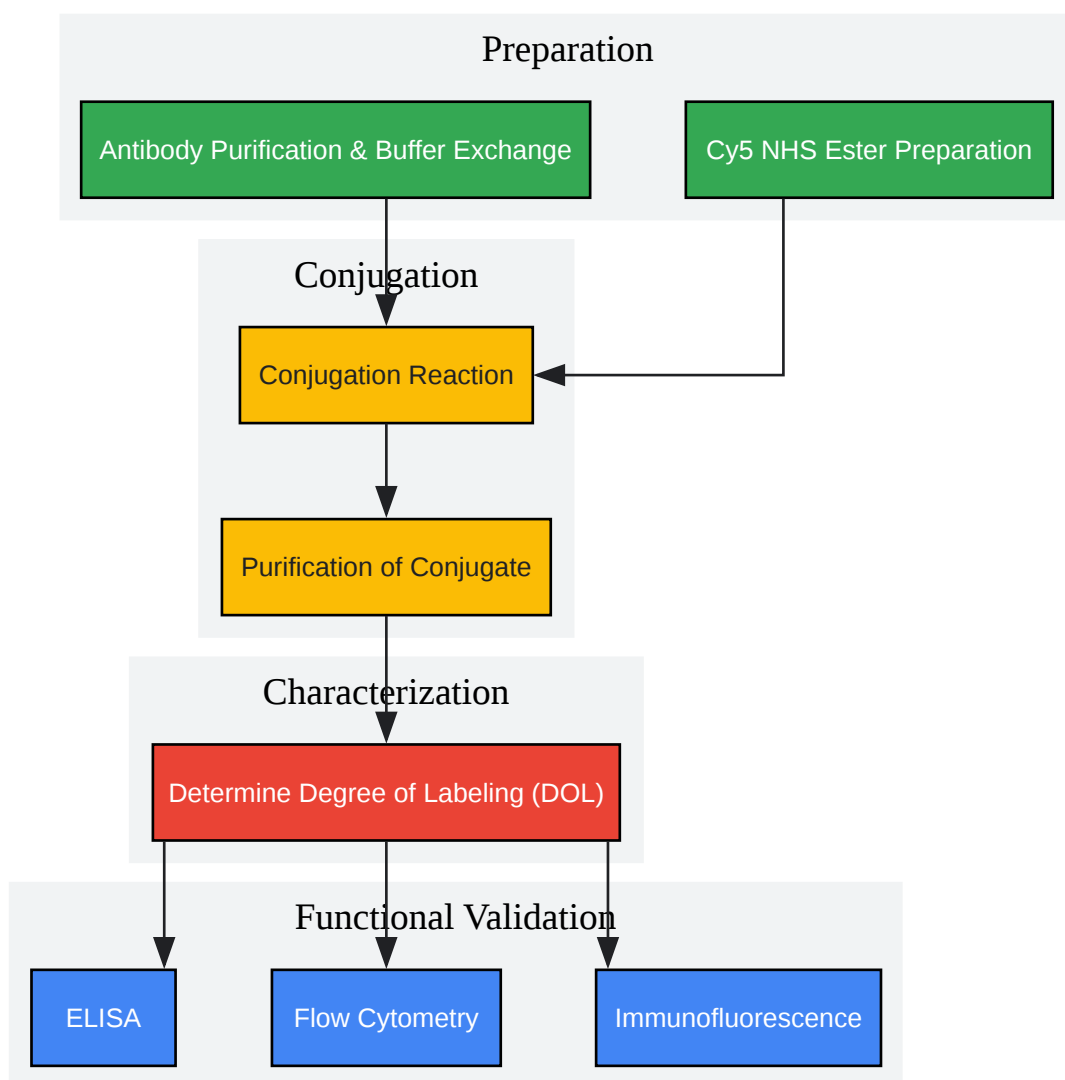 Preparation
Antibody Purification & Buffer Exchange
Cy5 NHS Ester Preparation
Conjugation
Conjugation Reaction
Purification of Conjugate
Characterization
Determine Degree of Labeling (DOL)
Functional Validation
ELISA
Flow Cytometry
Immunofluorescence